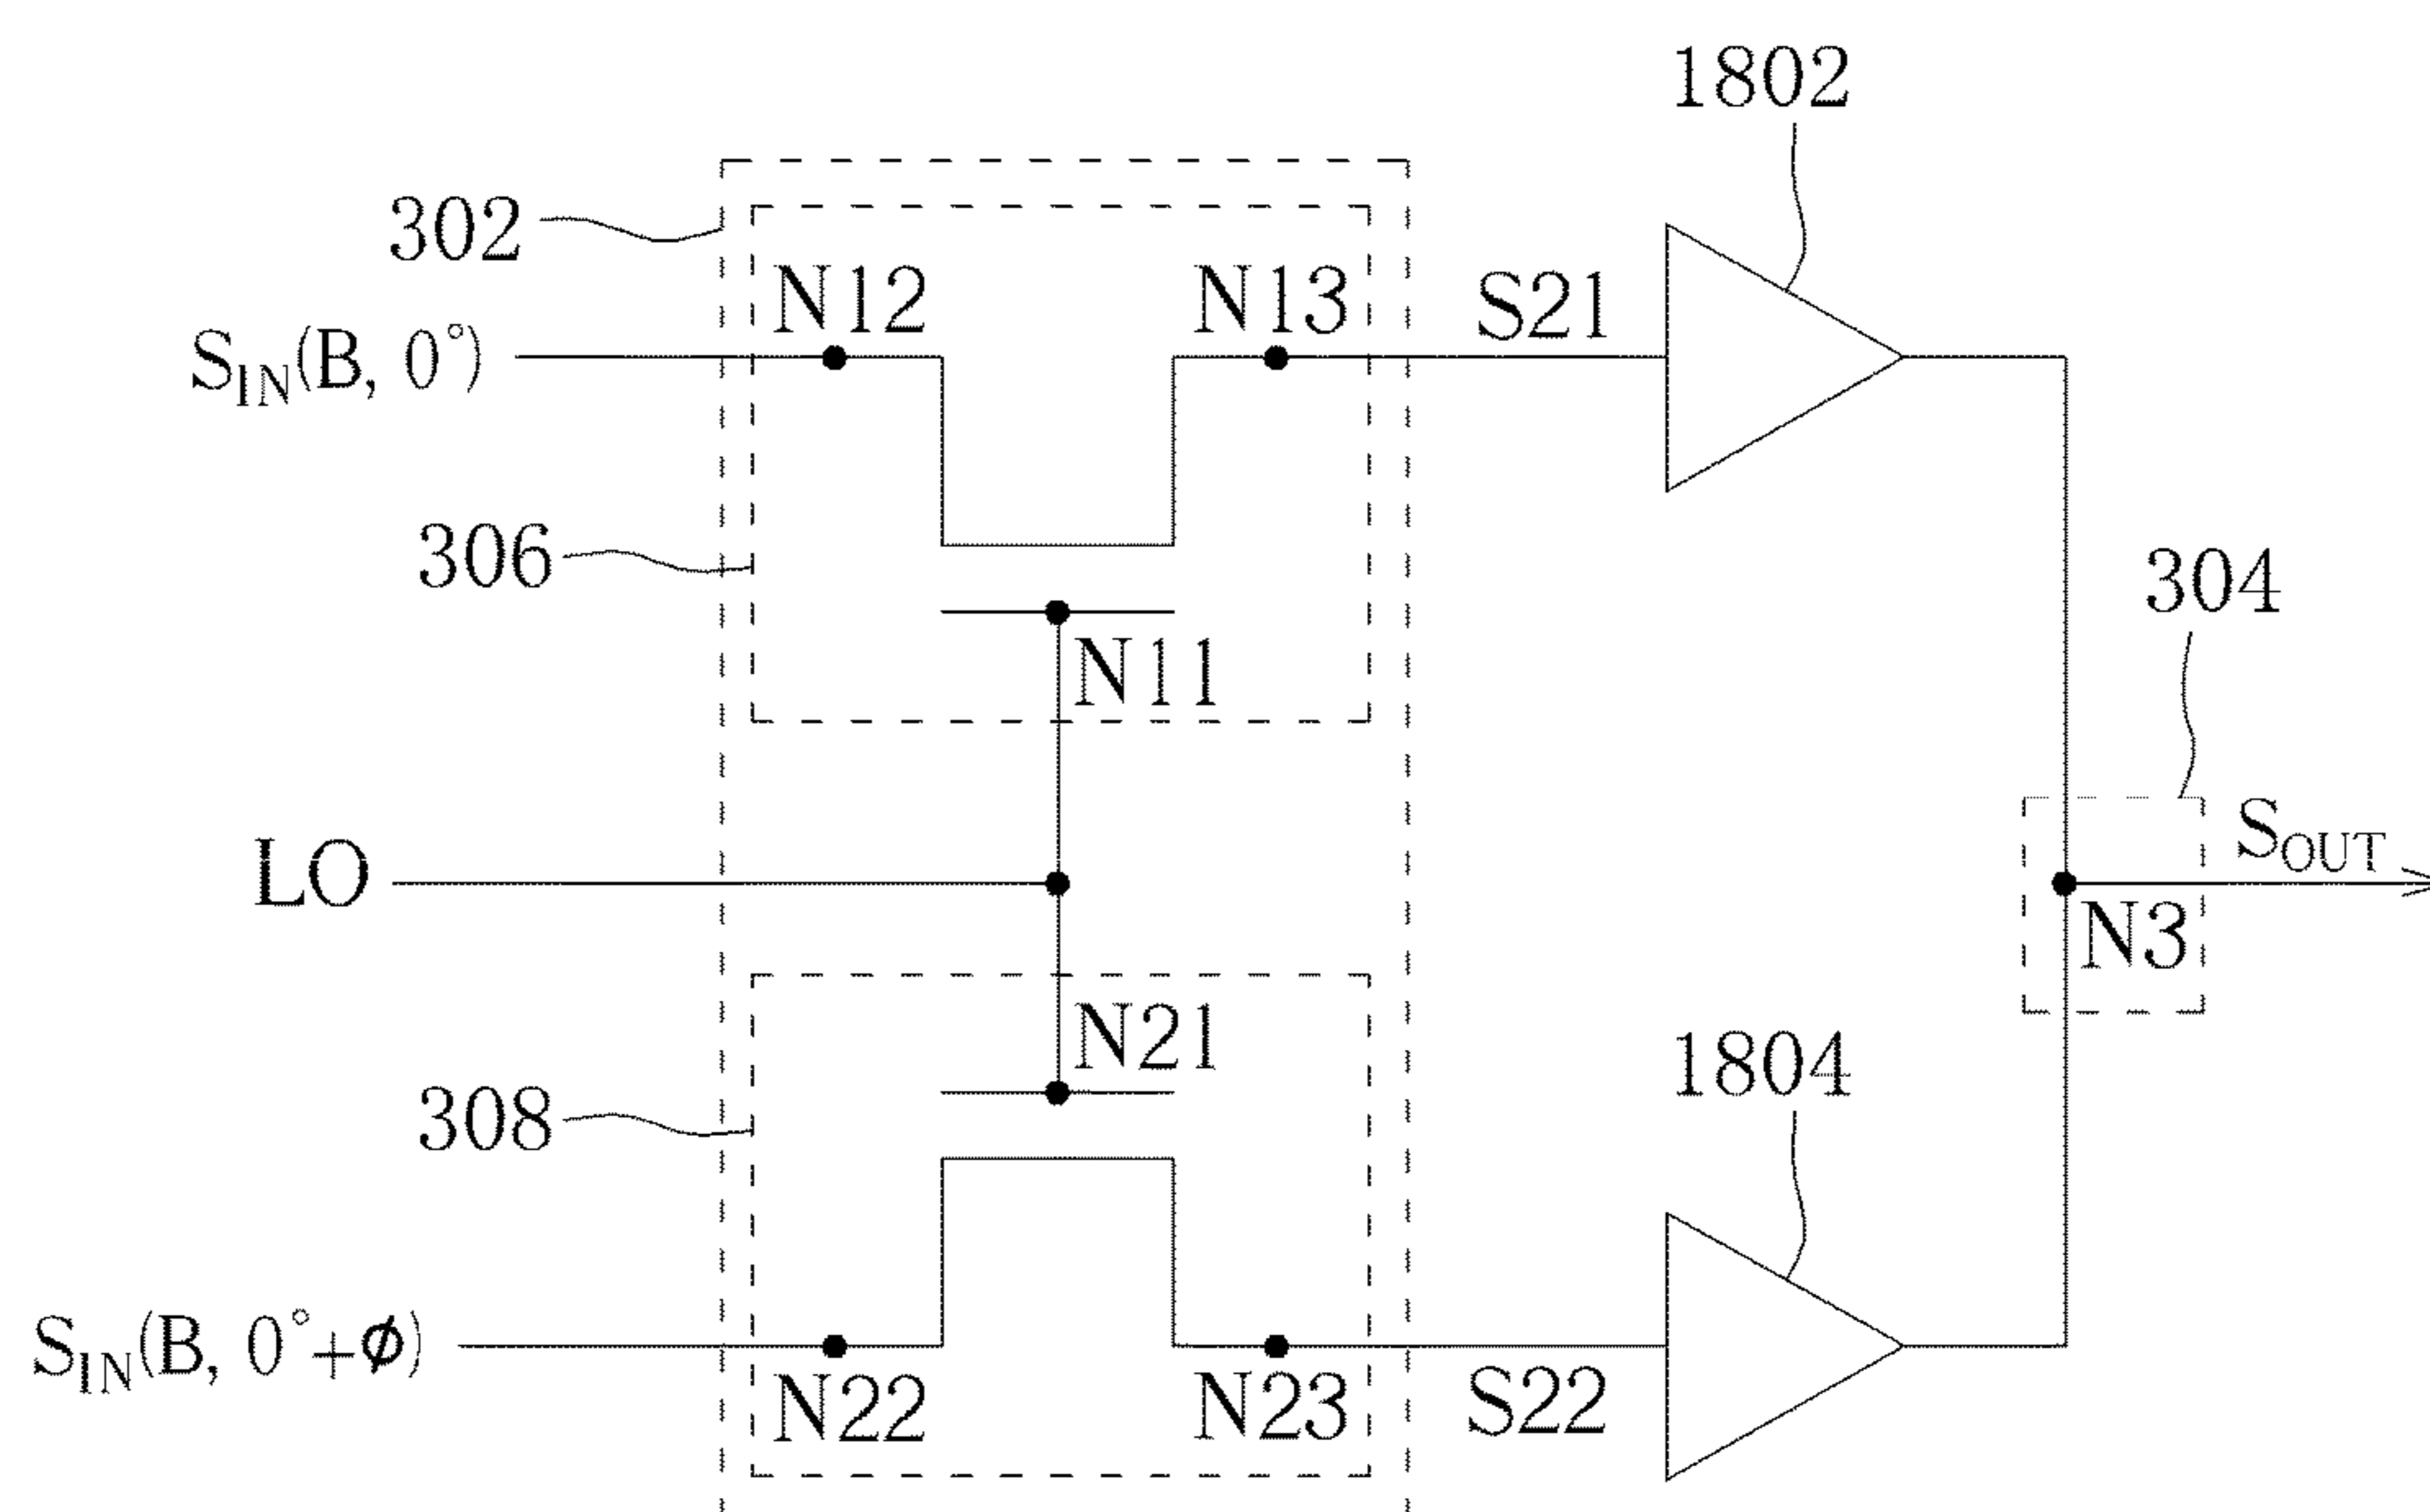 1802
302
N12
N13
S21
S_IN(B, 0°)
306
304
N11
S_OUT
LO
N3
N21
1804
308
S_IN(B, 0°+ϕ)
N22
N23
S22